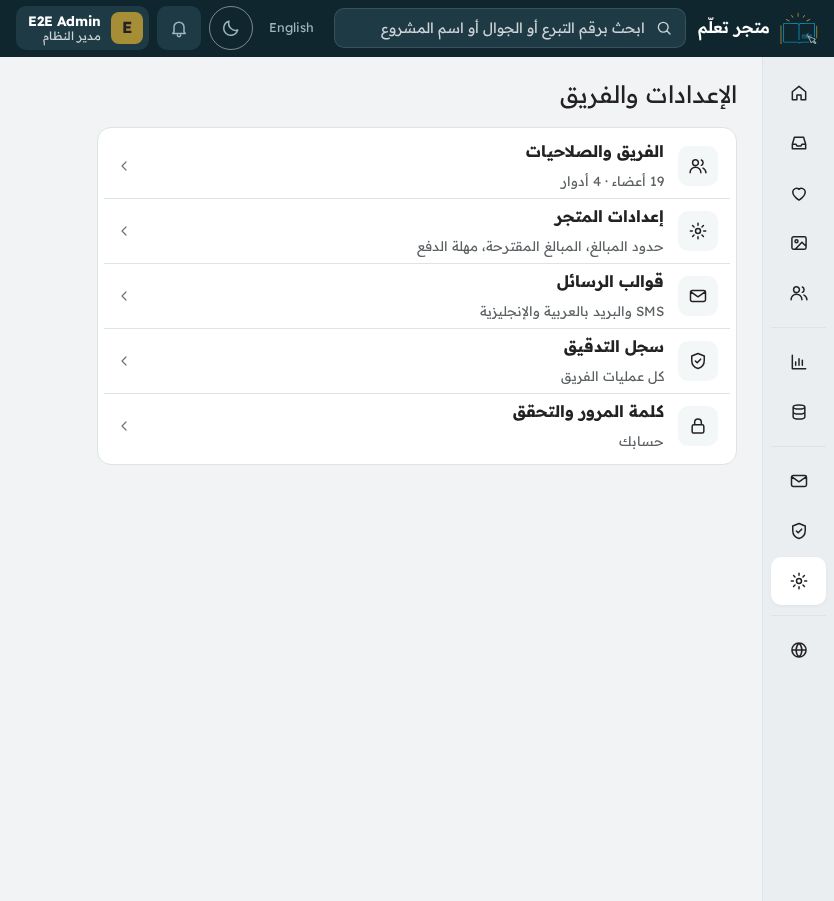 متجر تعلّم
ابحث برقم التبرع أو الجوال أو اسم المشروع
English
E
E2E Admin
مدير النظام
الإعدادات والفريق
الفريق والصلاحيات
19 أعضاء · 4 أدوار
إعدادات المتجر
حدود المبالغ، المبالغ المقترحة، مهلة الدفع
قوالب الرسائل
SMS والبريد بالعربية والإنجليزية
سجل التدقيق
كل عمليات الفريق
كلمة المرور والتحقق
حسابك